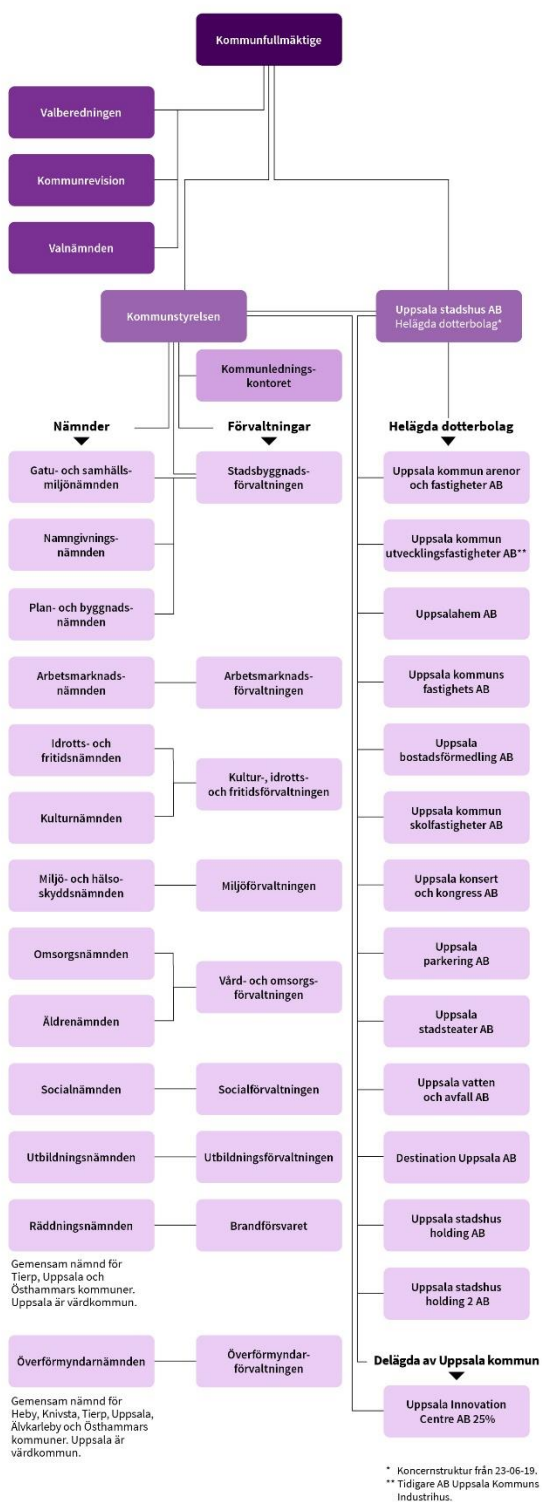 Kommunfullmäktige
Valberedningen
Kommunrevision
Valnämnden
Kommunstyrelsen
Uppsala stadshus AB
Helägda dotterbolag*
Kommunlednings-
kontoret
Nämnder
Förvaltningar
Helägda dotterbolag
Gatu- och samhälls-
miljönämnden
Namngivnings-
nämnden
Plan- och byggnads-
nämnden
Stadsbyggnads-
förvaltningen
Arbetsmarknads-
nämnden
Arbetsmarknads-
förvaltningen
Idrotts- och
fritidsnämnden
Kulturnämnden
Kultur-, idrotts-
och fritidsförvaltningen
Miljö- och hälso-
skyddsnämnden
Miljöförvaltningen
Omsorgsnämnden
Äldrenämnden
Vård- och omsorgs-
förvaltningen
Socialnämnden
Socialförvaltningen
Utbildningsnämnden
Utbildningsförvaltningen
Räddningsnämnden
Brandförsvaret
Gemensam nämnd för
Tierp, Uppsala och
Östhammars kommuner.
Uppsala är värdkommun.
Överförmyndarnämnden
Överförmyndar-
förvaltningen
Gemensam nämnd för
Heby, Knivsta, Tierp, Uppsala,
Älvkarleby och Östhammars
kommuner. Uppsala är
värdkommun.
Uppsala kommun arenor
och fastigheter AB
Uppsala kommun
utvecklingsfastigheter AB**
Uppsalahem AB
Uppsala kommuns
fastighets AB
Uppsala
bostadsförmedling AB
Uppsala kommun
skolfastigheter AB
Uppsala konsert
och kongress AB
Uppsala
parkering AB
Uppsala
stadsteater AB
Uppsala vatten
och avfall AB
Destination Uppsala AB
Uppsala stadshus
holding AB
Uppsala stadshus
holding 2 AB
Delägda av Uppsala kommun
Uppsala Innovation
Centre AB 25%
* Koncernstruktur från 23-06-19.
** Tidigare AB Uppsala Kommuns
Industrihus.